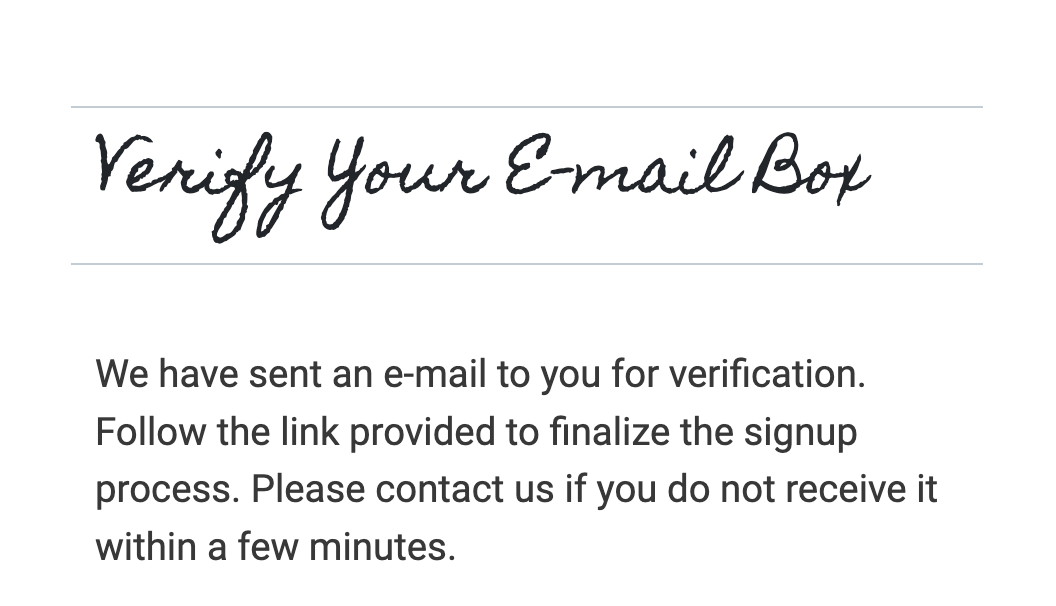 Verify Your E-mail Box
We have sent an e-mail to you for verification.
Follow the link provided to finalize the signup
process. Please contact us if you do not receive it
within a few minutes.